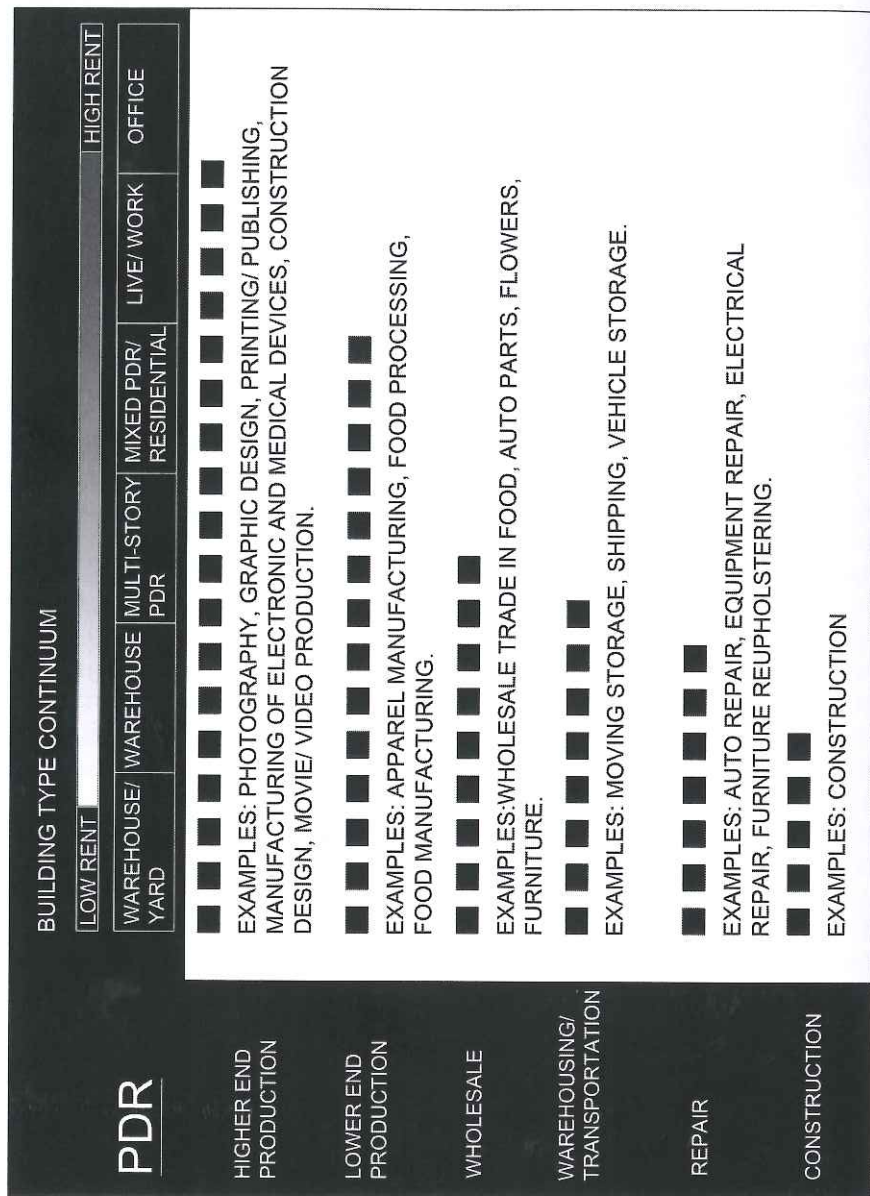 BUILDING TYPE CONTINUUM
LOW RENT
HIGH RENT
PDR
WAREHOUSE/
YARD
WAREHOUSE
MULTI-STORY
PDR
MIXED PDR/
RESIDENTIAL
LIVE/ WORK
OFFICE
HIGHER END
PRODUCTION
EXAMPLES: PHOTOGRAPHY, GRAPHIC DESIGN, PRINTING/ PUBLISHING,
MANUFACTURING OF ELECTRONIC AND MEDICAL DEVICES, CONSTRUCTION
DESIGN, MOVIE/ VIDEO PRODUCTION.
LOWER END
PRODUCTION
EXAMPLES: APPAREL MANUFACTURING, FOOD PROCESSING,
FOOD MANUFACTURING.
WHOLESALE
EXAMPLES:WHOLESALE TRADE IN FOOD, AUTO PARTS, FLOWERS,
FURNITURE.
WAREHOUSING/
TRANSPORTATION
EXAMPLES: MOVING STORAGE, SHIPPING, VEHICLE STORAGE.
REPAIR
EXAMPLES: AUTO REPAIR, EQUIPMENT REPAIR, ELECTRICAL
REPAIR, FURNITURE REUPHOLSTERING.
CONSTRUCTION
EXAMPLES: CONSTRUCTION